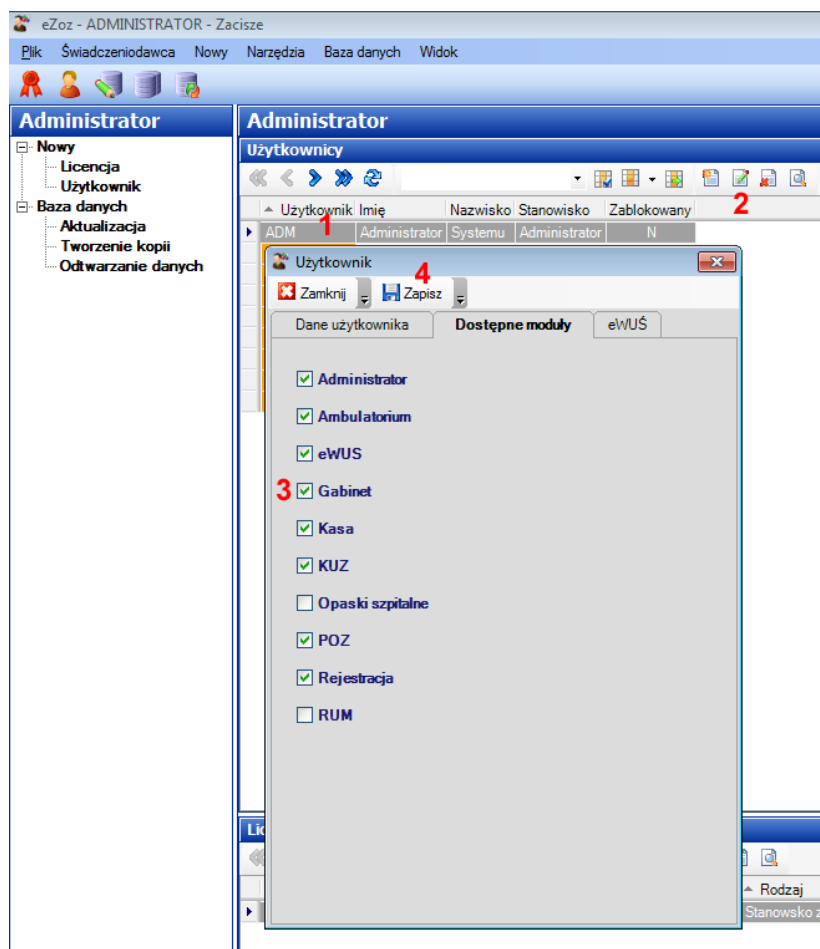 eZoz - ADMINISTRATOR - Zacisze
Plik Świadczeniodawca Nowy Narzędzia Baza danych Widok
Administrator
Nowy
Licencja
Użytkownik
Baza danych
Aktualizacja
Tworzenie kopii
Odtwarzanie danych
Administrator
Użytkownicy
2
Użytkownik Imię Nazwisko Stanowisko Zablokowany
1
ADM Administrator Systemu Administrator N
Użytkownik
4
Zamknij Zapisz
Dane użytkownika Dostępne moduły eWUŚ
Administrator
Ambulatorium
eWUS
3 Gabinet
Kasa
KUZ
Opaski szpitalne
POZ
Rejestracja
RUM
Rodzaj
Stanowsko